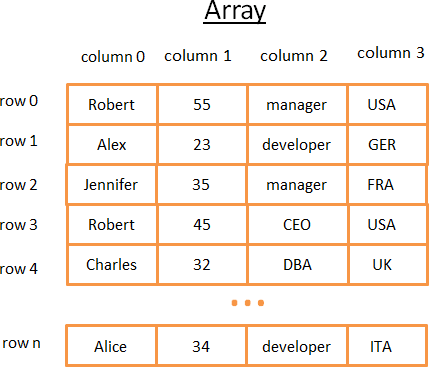 Array
column 0 column 1 column 2 column 3
row 0 Robert 55 manager USA
row 1 Alex 23 developer GER
row 2 Jennifer 35 manager FRA
row 3 Robert 45 CEO USA
row 4 Charles 32 DBA UK
...
row n Alice 34 developer ITA